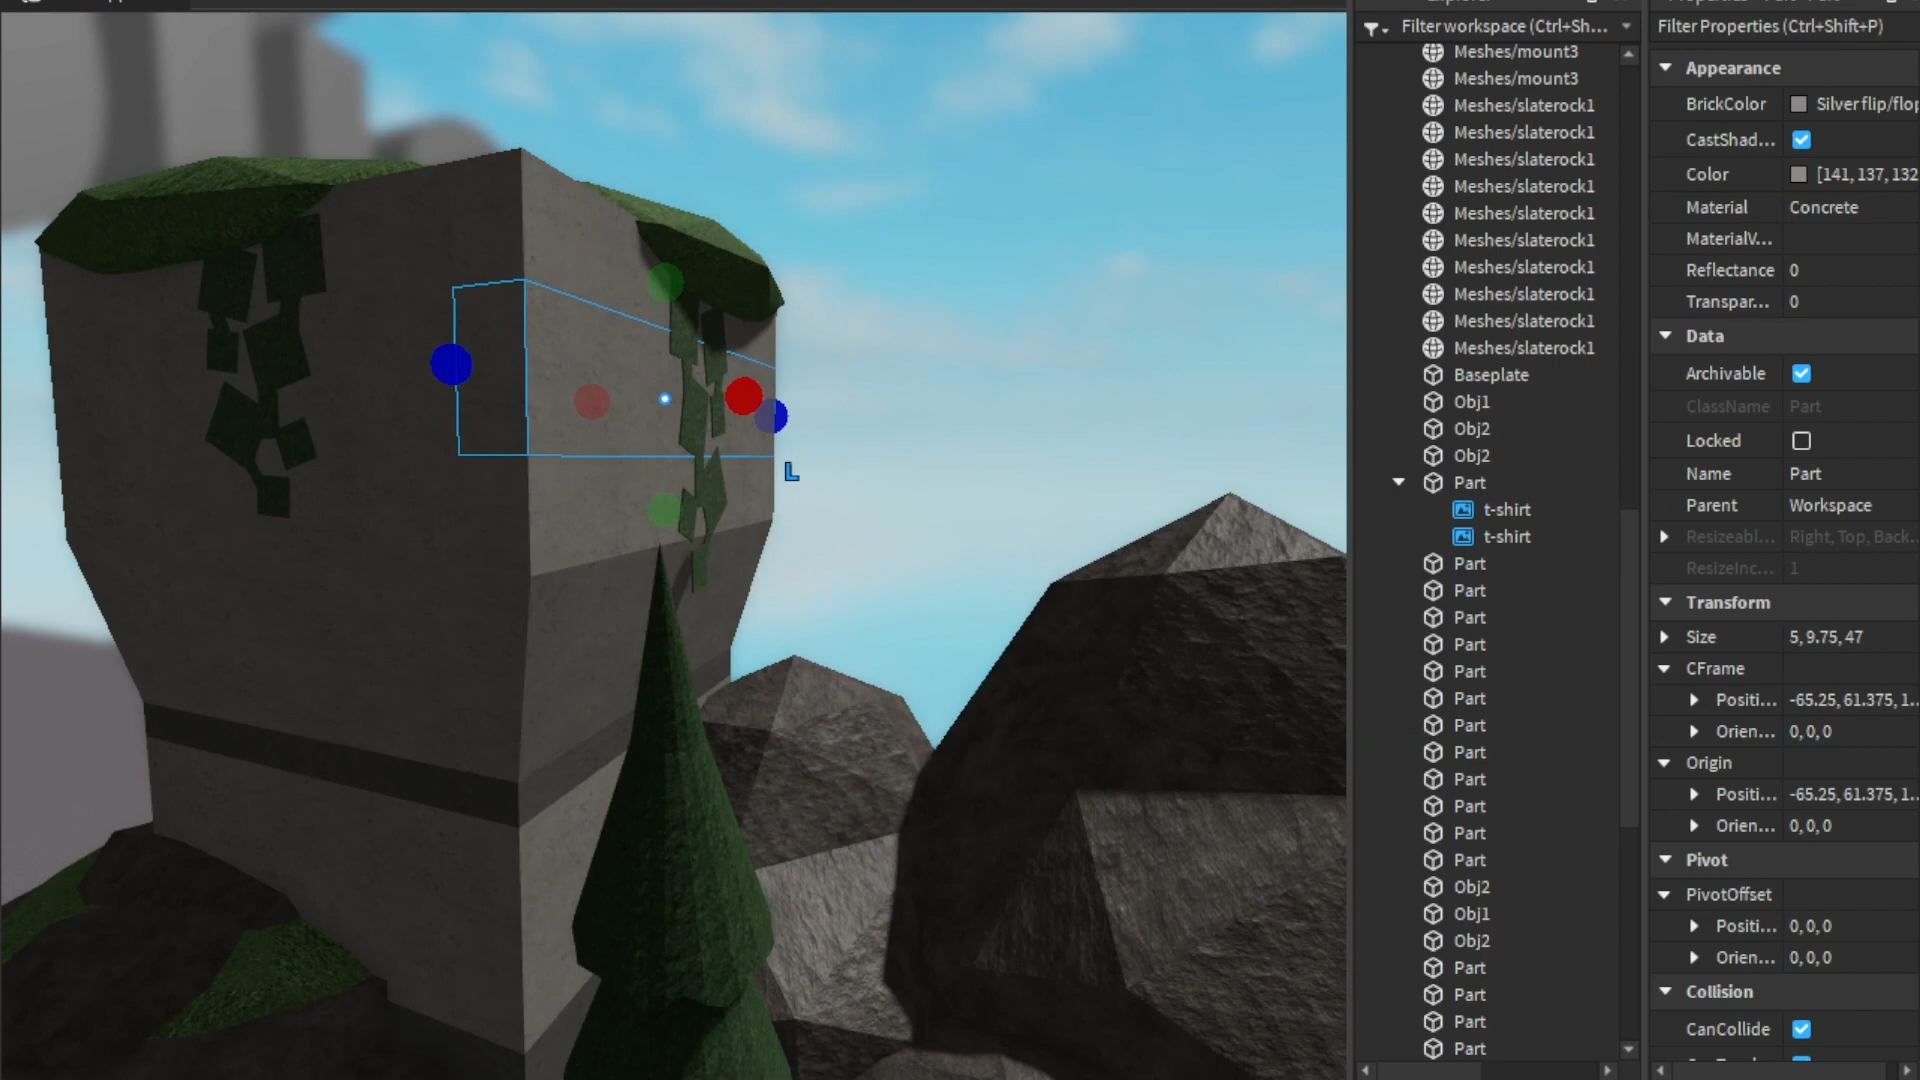 Filter workspace (Ctrl+Sh...
Meshes/mount3
Meshes/mount3
Meshes/slaterock1
Meshes/slaterock1
Meshes/slaterock1
Meshes/slaterock1
Meshes/slaterock1
Meshes/slaterock1
Meshes/slaterock1
Meshes/slaterock1
Meshes/slaterock1
Meshes/slaterock1
Baseplate
Obj1
Obj2
Obj2
Part
t-shirt
t-shirt
Part
Part
Part
Part
Part
Part
Part
Part
Part
Part
Part
Part
Obj2
Obj1
Obj2
Part
Part
Part
Part
Filter Properties (Ctrl+Shift+P)
Appearance
BrickColor Silver flip/flop
CastShad...
Color [141, 137, 132
Material Concrete
MaterialV...
Reflectance 0
Transpar... 0
Data
Archivable
ClassName Part
Locked
Name Part
Parent Workspace
Resizeabl... Right, Top, Back...
ResizeInc... 1
Transform
Size 5, 9.75, 47
CFrame
Positi... -65.25, 61.375, 1...
Orien... 0, 0, 0
Origin
Positi... -65.25, 61.375, 1...
Orien... 0, 0, 0
Pivot
PivotOffset
Positi... 0, 0, 0
Orien... 0, 0, 0
Collision
CanCollide
L